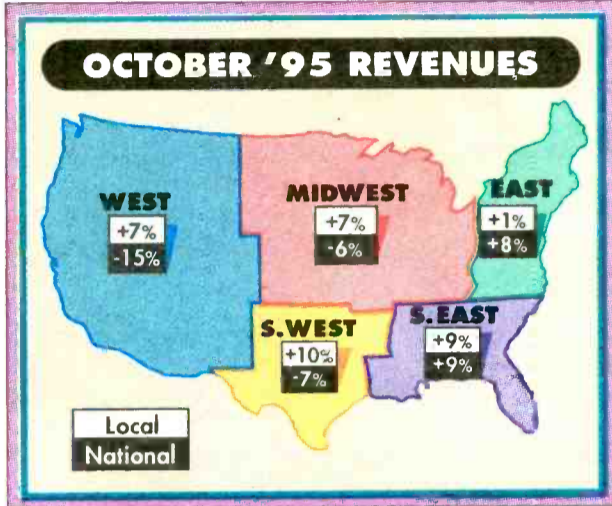 OCTOBER '95 REVENUES
WEST
+7%
-15%
MIDWEST
+7%
-6%
EAST
+1%
+8%
S.WEST
+10%
-7%
S.EAST
+9%
+9%
Local
National